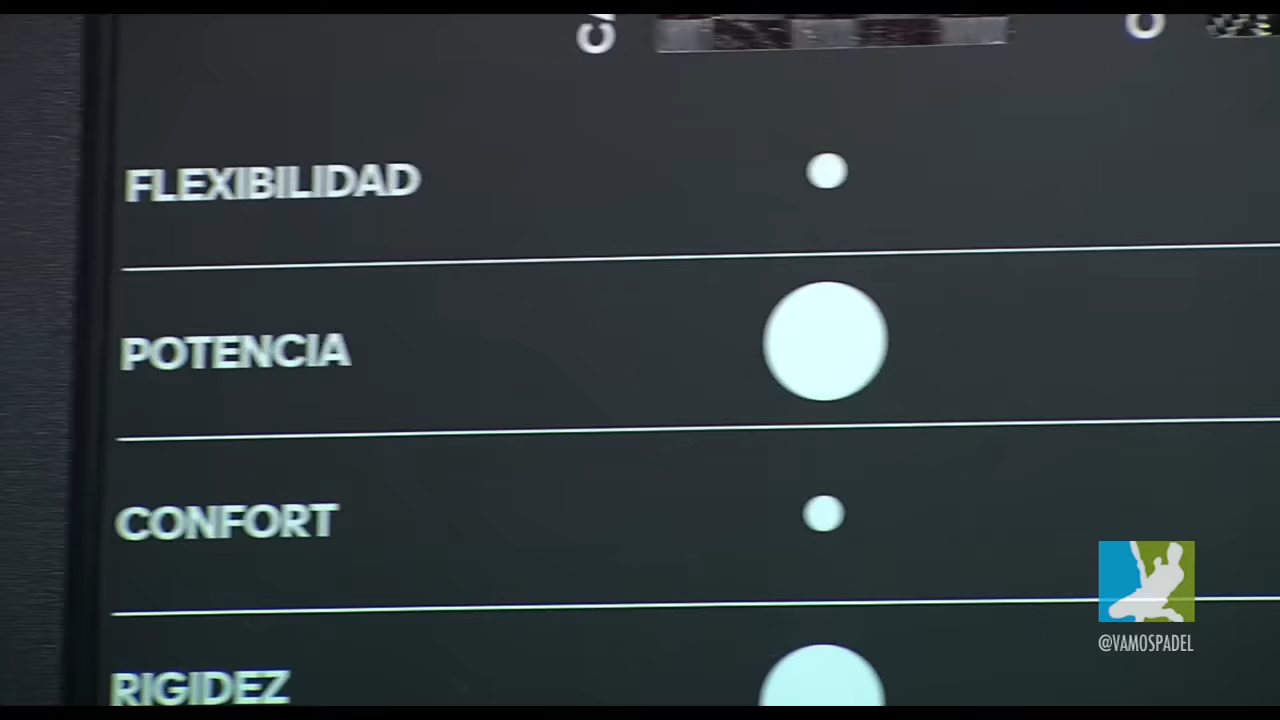 FLEXIBILIDAD
POTENCIA
CONFORT
RIGIDEZ
@VAMOSPADEL